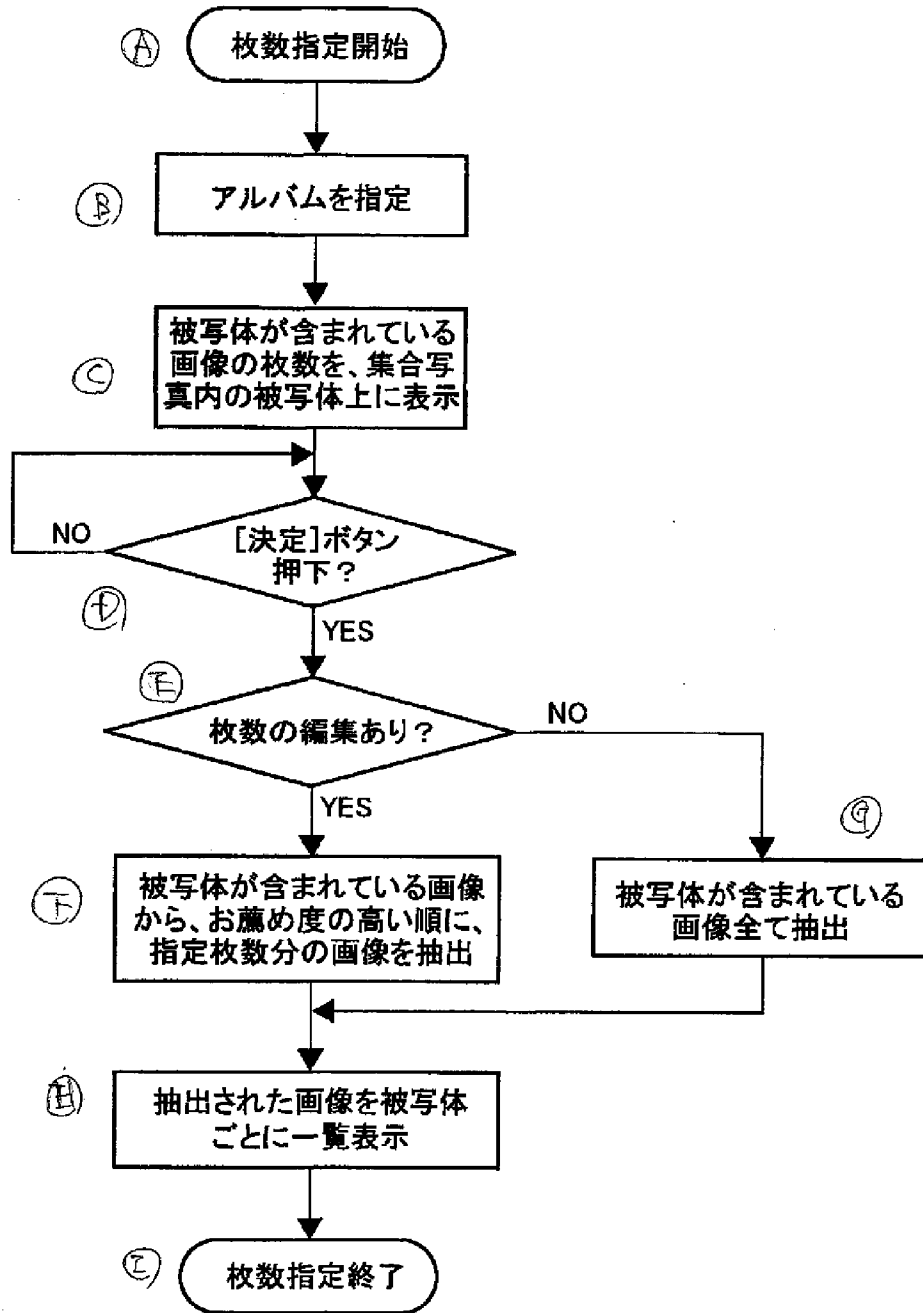 Ⓐ
枚数指定開始
Ⓑ
アルバムを指定
Ⓒ
被写体が含まれている
画像の枚数を、集合写
真内の被写体上に表示
NO
[決定]ボタン
押下?
Ⓓ
YES
Ⓔ
枚数の編集あり?
NO
YES
Ⓖ
Ⓕ
被写体が含まれている画像
から、お薦め度の高い順に、
指定枚数分の画像を抽出
被写体が含まれている
画像全て抽出
Ⓗ
抽出された画像を被写体
ごとに一覧表示
Ⓘ
枚数指定終了